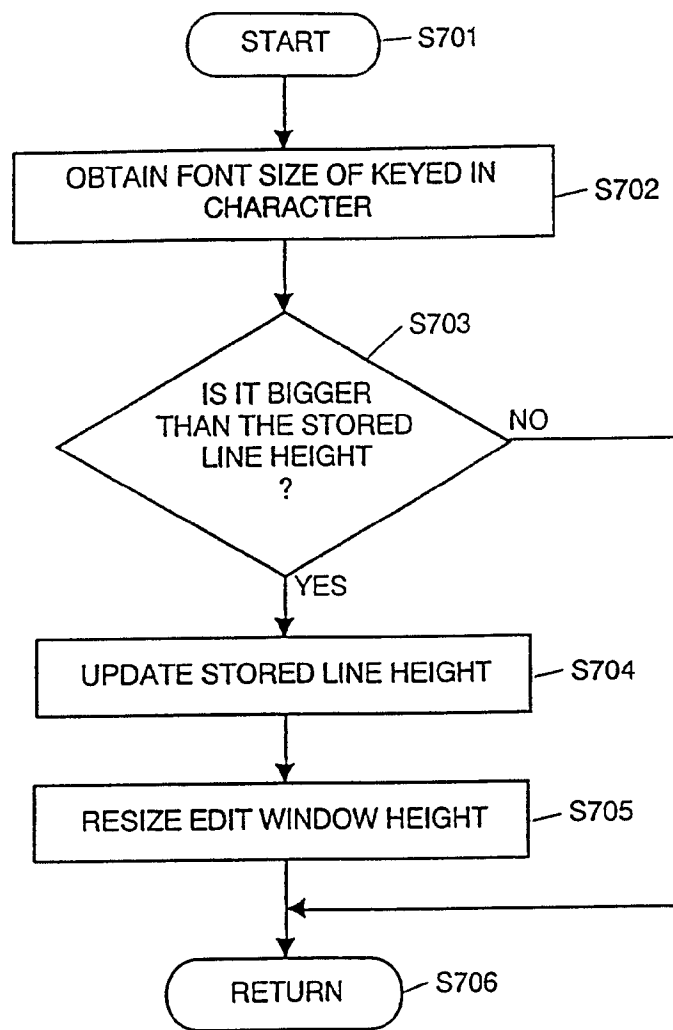 START
S701
OBTAIN FONT SIZE OF KEYED IN
CHARACTER
S702
S703
IS IT BIGGER
THAN THE STORED
LINE HEIGHT
?
NO
YES
UPDATE STORED LINE HEIGHT
S704
RESIZE EDIT WINDOW HEIGHT
S705
RETURN
S706